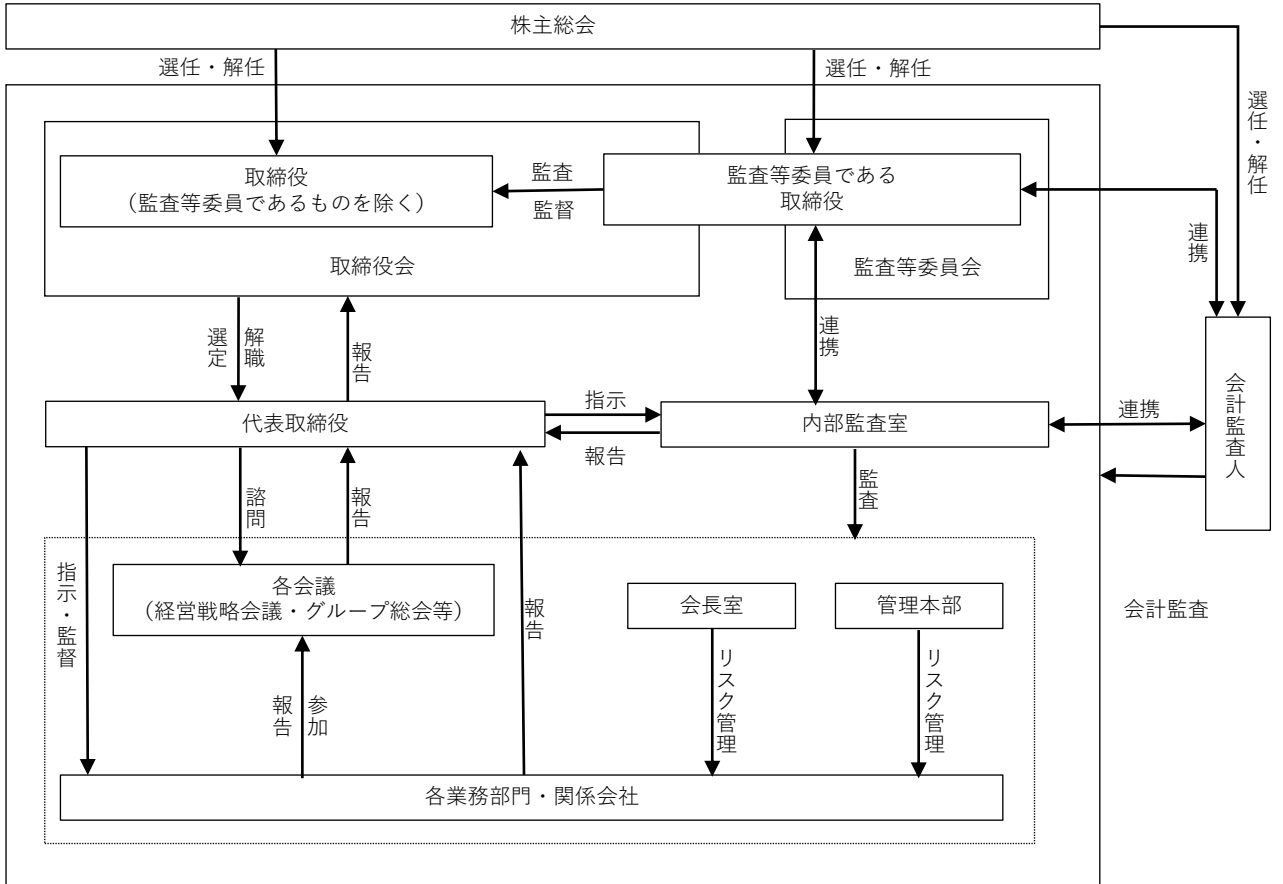 株主総会
選任・解任
選任・解任
選任・解任
取締役
（監査等委員であるものを除く）
監査
監督
監査等委員である
取締役
連携
取締役会
監査等委員会
選定
解職
報告
連携
会計監査人
代表取締役
指示
報告
内部監査室
連携
諮問
報告
監査
指示・監督
各会議
（経営戦略会議・グループ総会等）
報告
会長室
管理本部
会計監査
報告
参加
リスク管理
リスク管理
各業務部門・関係会社